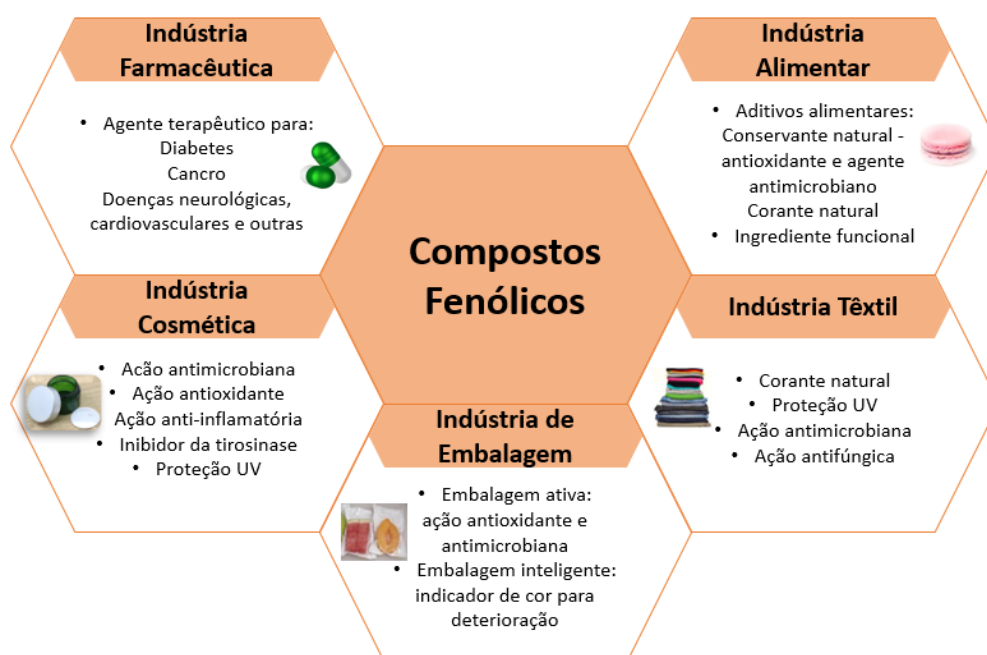 Indústria
Farmacêutica
• Agente terapêutico para:
Diabetes
Cancro
Doenças neurológicas,
cardiovasculares e outras
Indústria
Alimentar
• Aditivos alimentares:
Conservante natural -
antioxidante e agente
antimicrobiano
Corante natural
• Ingrediente funcional
Compostos
Fenólicos
Indústria
Cosmética
• Acão antimicrobiana
• Ação antioxidante
Ação anti-inflamatória
• Inibidor da tirosinase
• Proteção UV
Indústria Têxtil
• Corante natural
• Proteção UV
• Ação antimicrobiana
• Ação antifúngica
Indústria de
Embalagem
• Embalagem ativa:
ação antioxidante e
antimicrobiana
• Embalagem inteligente:
indicador de cor para
deterioração